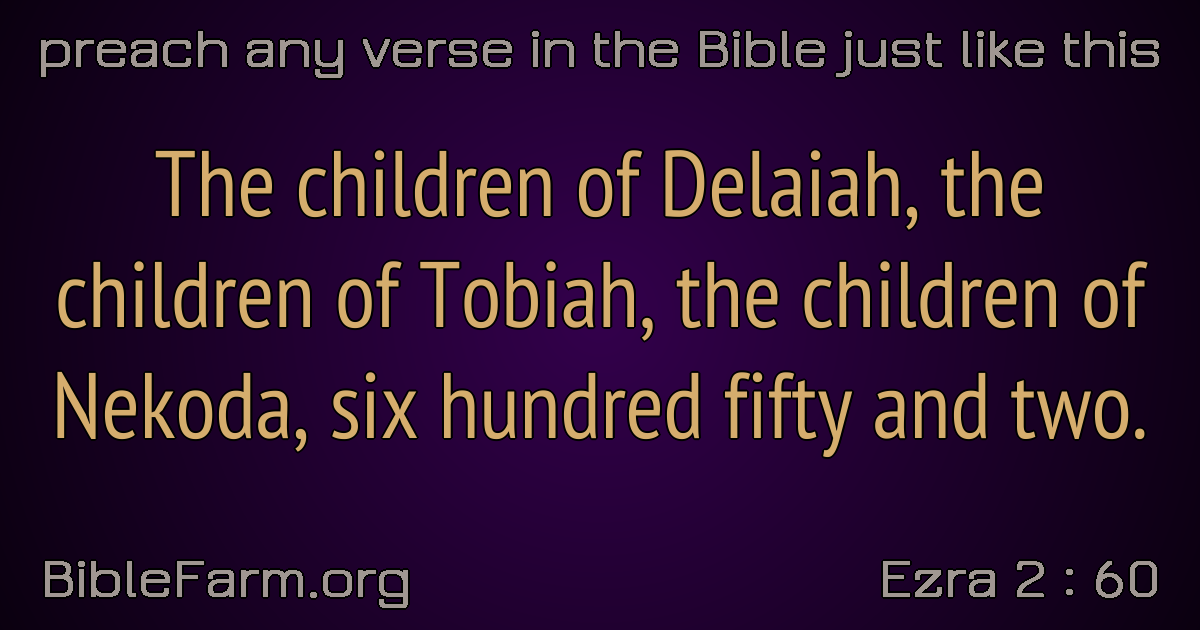 preach any verse in the Bible just like this
The children of Delaiah, the
children of Tobiah, the children of
Nekoda, six hundred fifty and two.
BibleFarm.org
Ezra 2 : 60